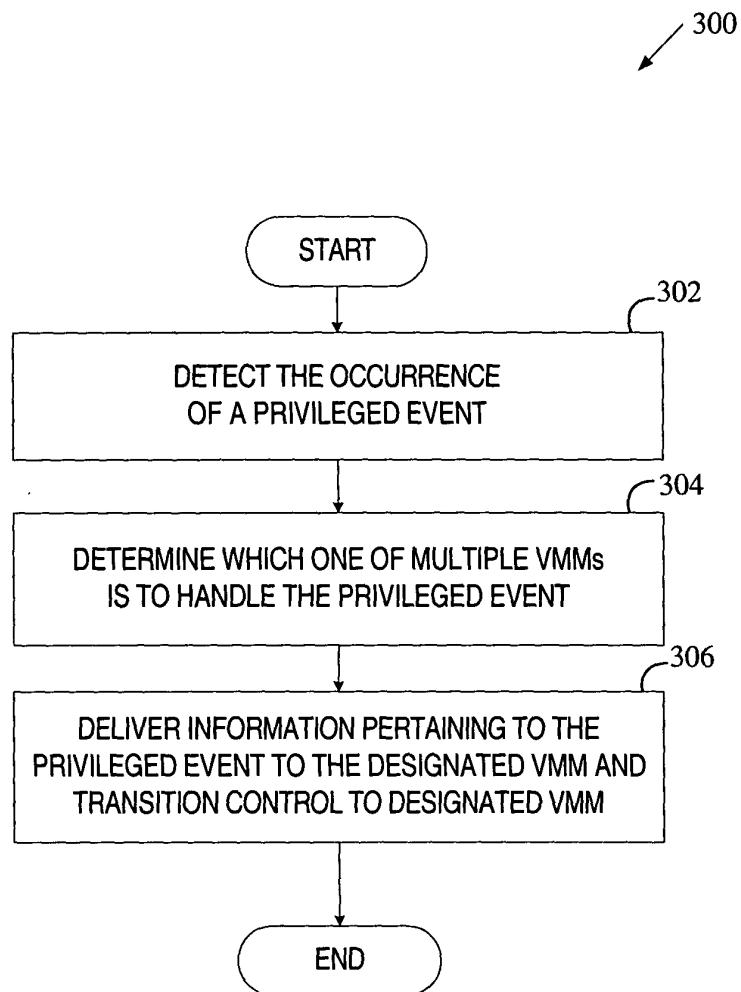 300
START
302
DETECT THE OCCURRENCE
OF A PRIVILEGED EVENT
304
DETERMINE WHICH ONE OF MULTIPLE VMMs
IS TO HANDLE THE PRIVILEGED EVENT
306
DELIVER INFORMATION PERTAINING TO THE
PRIVILEGED EVENT TO THE DESIGNATED VMM AND
TRANSITION CONTROL TO DESIGNATED VMM
END